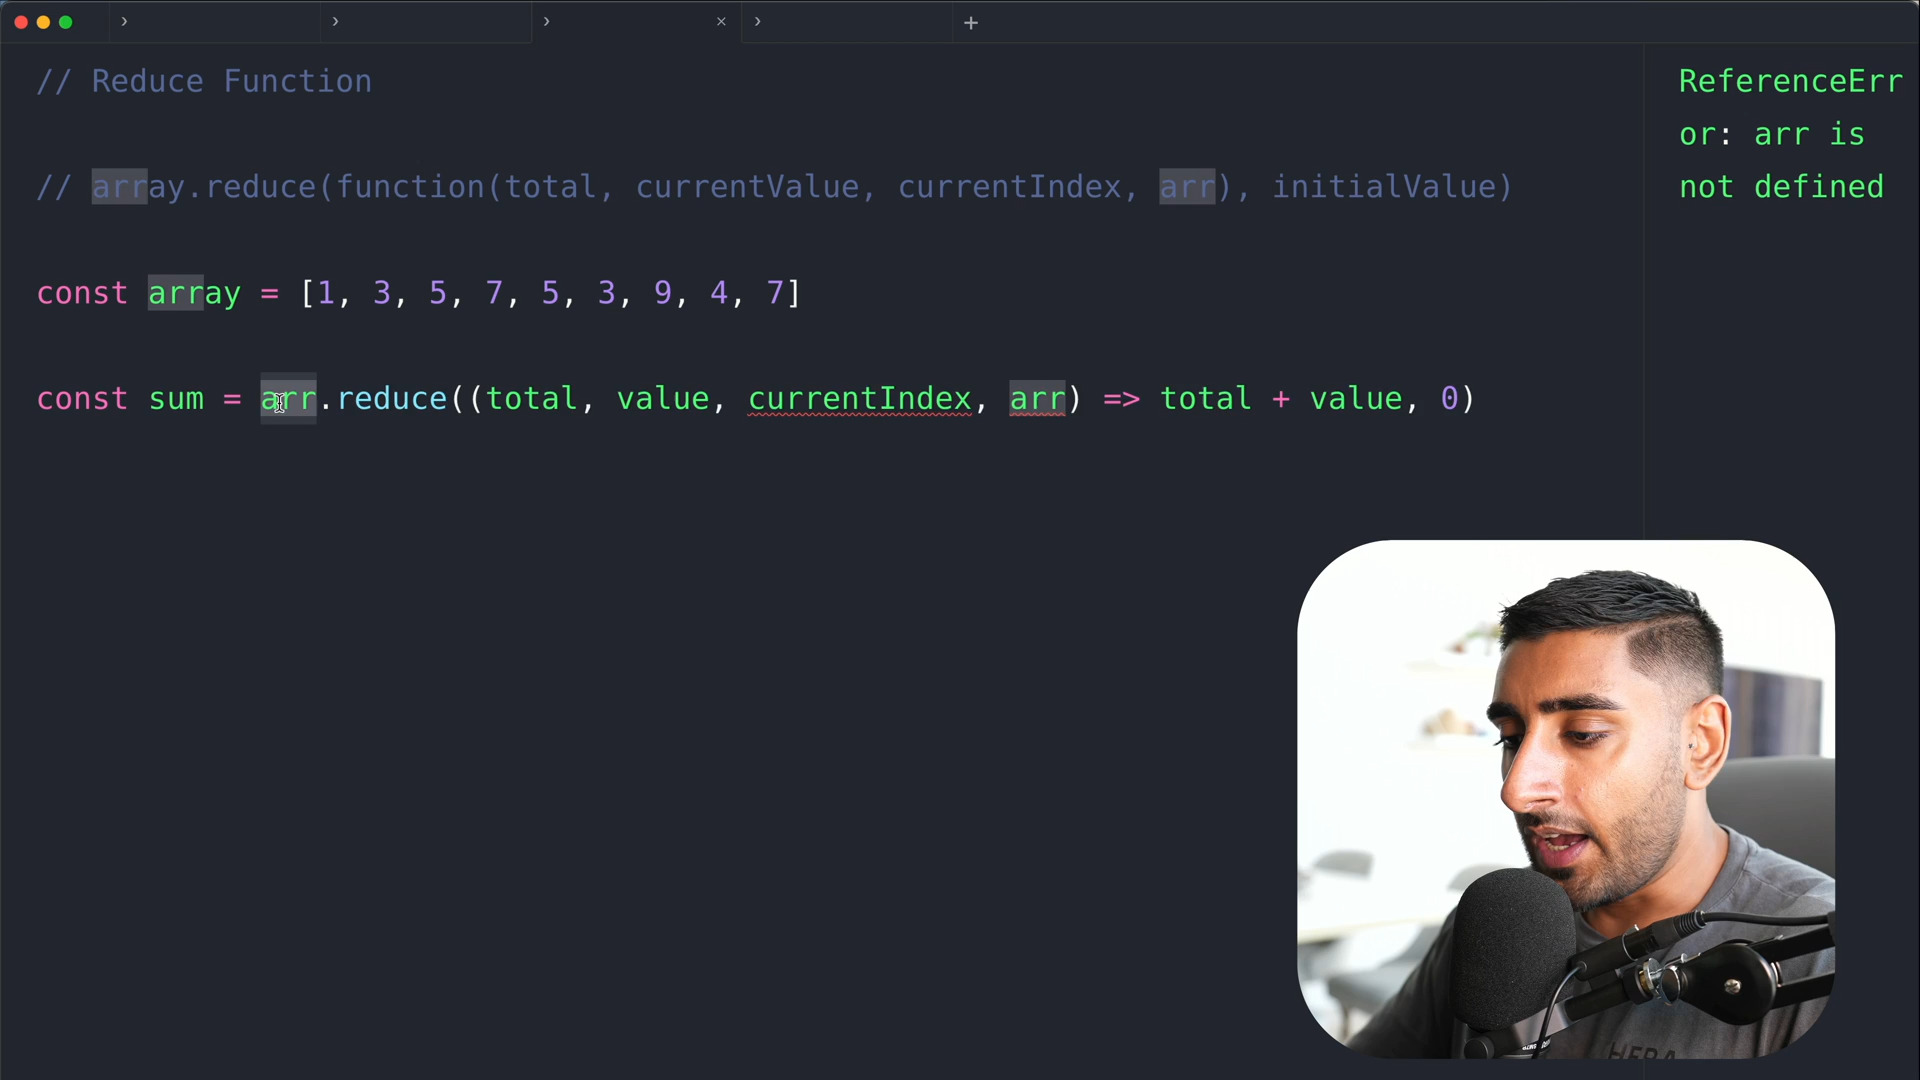 // Reduce Function
// array.reduce(function(total, currentValue, currentIndex, arr), initialValue)
const array = [1, 3, 5, 7, 5, 3, 9, 4, 7]
const sum = arr.reduce((total, value, currentIndex, arr) => total + value, 0)
ReferenceErr
or: arr is
not defined